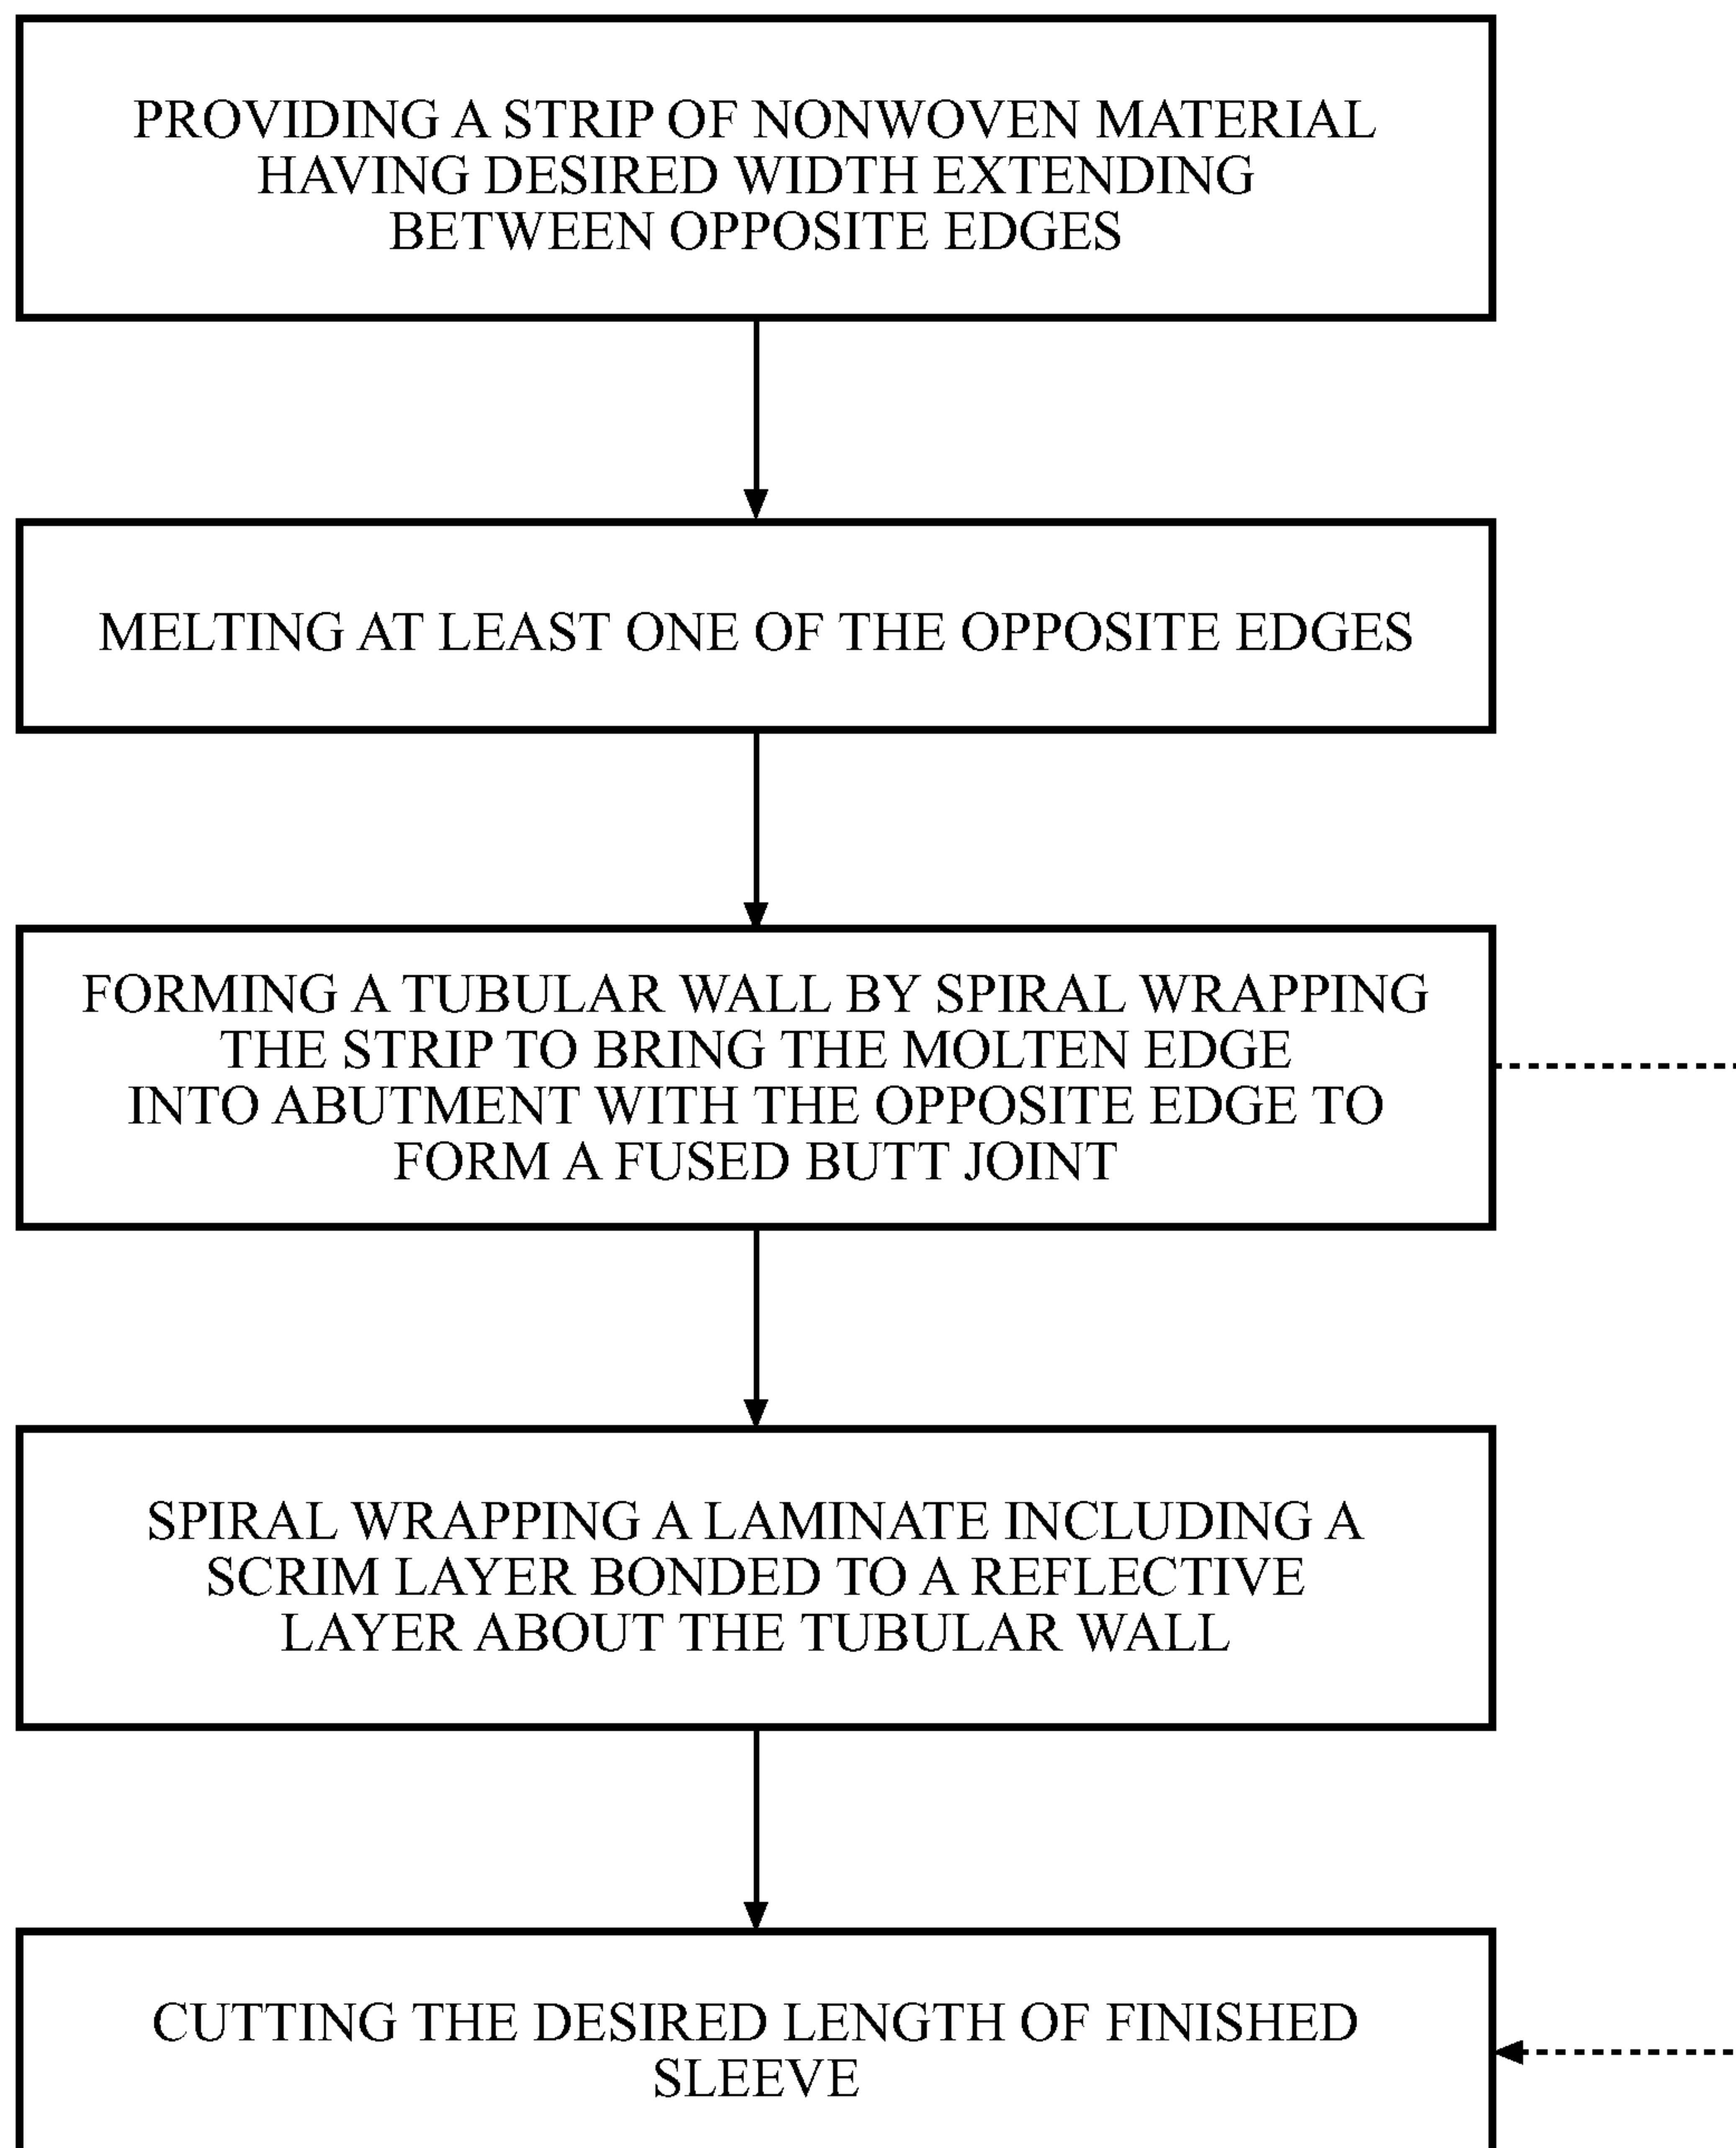 PROVIDING A STRIP OF NONWOVEN MATERIAL
HAVING DESIRED WIDTH EXTENDING
BETWEEN OPPOSITE EDGES
MELTING AT LEAST ONE OF THE OPPOSITE EDGES
FORMING A TUBULAR WALL BY SPIRAL WRAPPING
THE STRIP TO BRING THE MOLTEN EDGE
INTO ABUTMENT WITH THE OPPOSITE EDGE TO
FORM A FUSED BUTT JOINT
SPIRAL WRAPPING A LAMINATE INCLUDING A
SCRIM LAYER BONDED TO A REFLECTIVE
LAYER ABOUT THE TUBULAR WALL
CUTTING THE DESIRED LENGTH OF FINISHED
SLEEVE